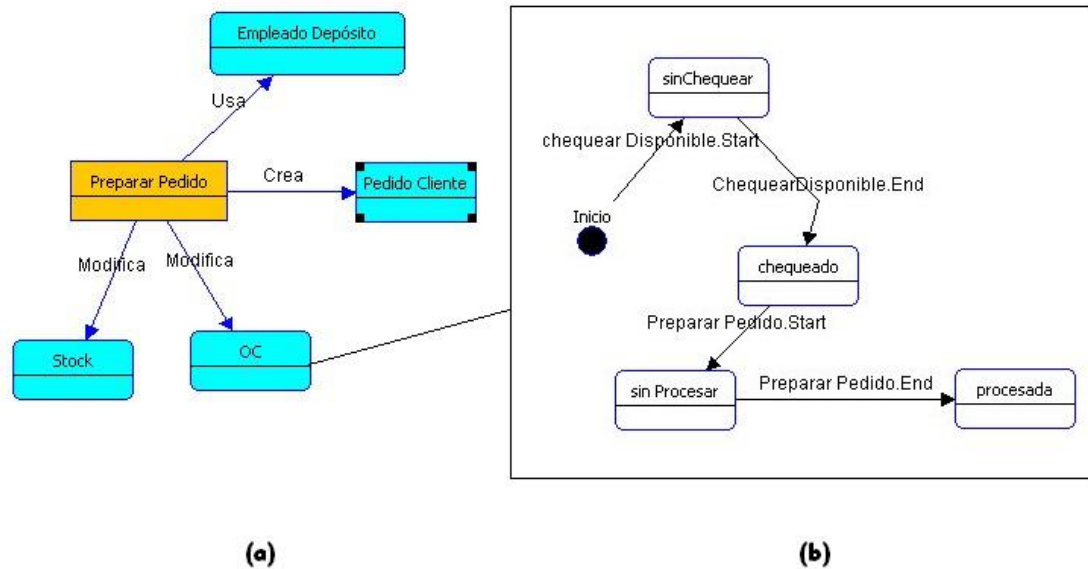 Empleado Depósito
Usa
Preparar Pedido
Crea
Pedido Cliente
Modifica
Modifica
Stock
OC
sinChequear
chequear Disponible.Start
ChequearDisponible.End
Inicio
chequeado
Preparar Pedido.Start
sin Procesar
Preparar Pedido.End
procesada
(a)
(b)